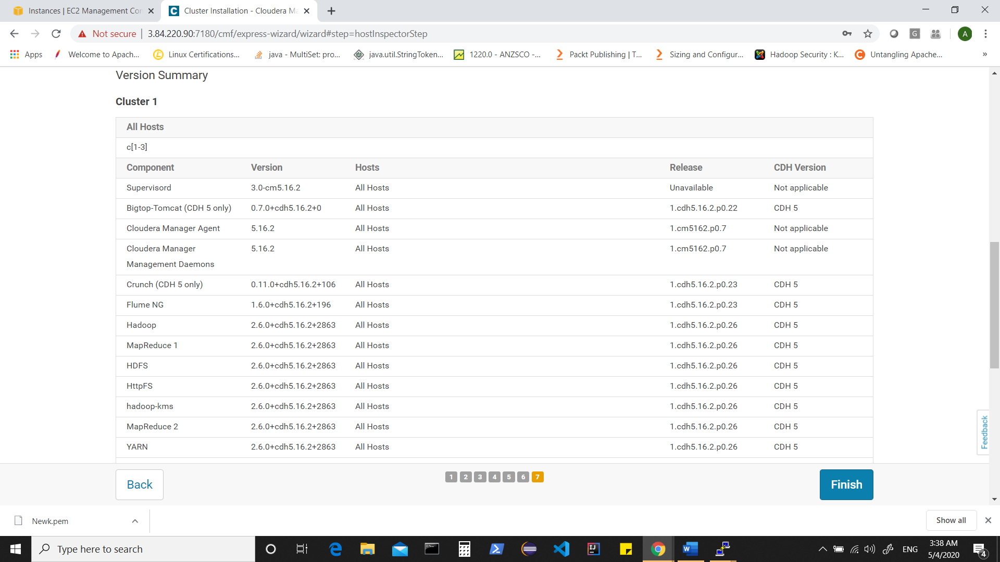 Instances | EC2 Management Con
Cluster Installation - Cloudera Ma
Not secure | 3.84.220.90:7180/cmf/express-wizard/wizard#step=hostInspectorStep
G
A
Apps
Welcome to Apach...
Linux Certifications...
java - MultiSet: pro...
java.util.StringToken...
1220.0 - ANZSCO -...
Packt Publishing | T...
Sizing and Configur...
Hadoop Security : K...
Untangling Apache...
»
Version Summary
Cluster 1
All Hosts
c[1-3]
Component Version Hosts Release CDH Version
Supervisord 3.0-cm5.16.2 All Hosts Unavailable Not applicable
Bigtop-Tomcat (CDH 5 only) 0.7.0+cdh5.16.2+0 All Hosts 1.cdh5.16.2.p0.22 CDH 5
Cloudera Manager Agent 5.16.2 All Hosts 1.cm5162.p0.7 Not applicable
Cloudera Manager 5.16.2 All Hosts 1.cm5162.p0.7 Not applicable
Management Daemons
Crunch (CDH 5 only) 0.11.0+cdh5.16.2+106 All Hosts 1.cdh5.16.2.p0.23 CDH 5
Flume NG 1.6.0+cdh5.16.2+196 All Hosts 1.cdh5.16.2.p0.23 CDH 5
Hadoop 2.6.0+cdh5.16.2+2863 All Hosts 1.cdh5.16.2.p0.26 CDH 5
MapReduce 1 2.6.0+cdh5.16.2+2863 All Hosts 1.cdh5.16.2.p0.26 CDH 5
HDFS 2.6.0+cdh5.16.2+2863 All Hosts 1.cdh5.16.2.p0.26 CDH 5
HttpFS 2.6.0+cdh5.16.2+2863 All Hosts 1.cdh5.16.2.p0.26 CDH 5
hadoop-kms 2.6.0+cdh5.16.2+2863 All Hosts 1.cdh5.16.2.p0.26 CDH 5
MapReduce 2 2.6.0+cdh5.16.2+2863 All Hosts 1.cdh5.16.2.p0.26 CDH 5
YARN 2.6.0+cdh5.16.2+2863 All Hosts 1.cdh5.16.2.p0.26 CDH 5
Feedback
Back
1 2 3 4 5 6 7
Finish
Newk.pem
Show all
Type here to search
ENG
3:38 AM
5/4/2020
4